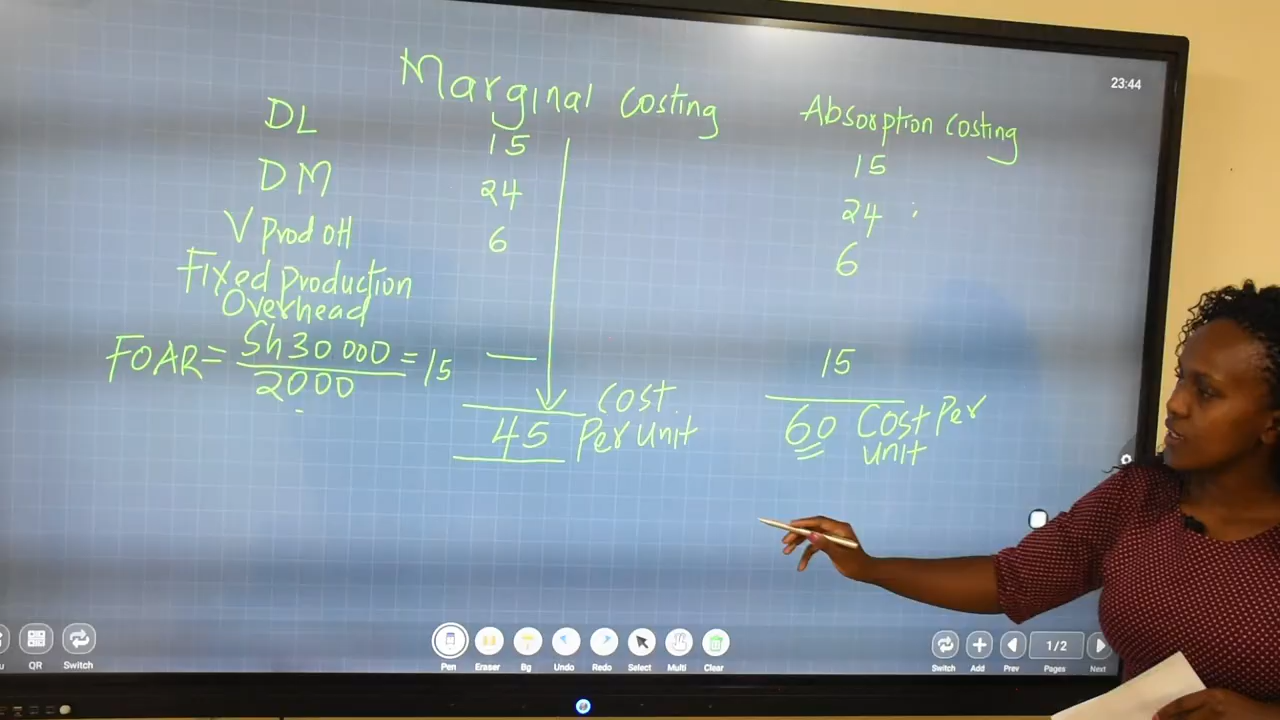 23:44
Marginal Costing
Absorption Costing
DL 15 15
DM 24 24
V Prod OH 6 6
Fixed Production
Overhead
FOAR = Sh30 000 = 15 — 15
2000
45 Cost
Per Unit
60 Cost Per
unit
QR Switch
Pen Eraser Bg Undo Redo Select Multi Clear
1/2
Switch Add Prev Pages Next